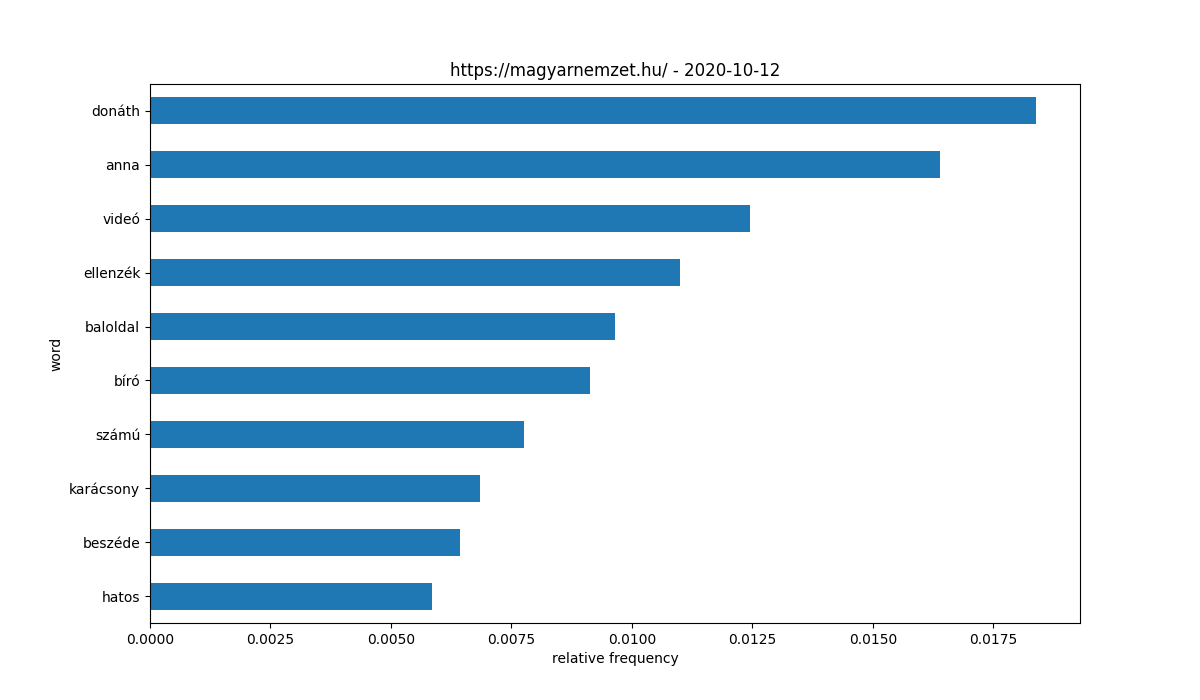 https://magyarnemzet.hu/ - 2020-10-12
donáth
anna
videó
ellenzék
baloldal
word
bíró
számú
karácsony
beszéde
hatos
0.0000 0.0025 0.0050 0.0075 0.0100 0.0125 0.0150 0.0175
relative frequency